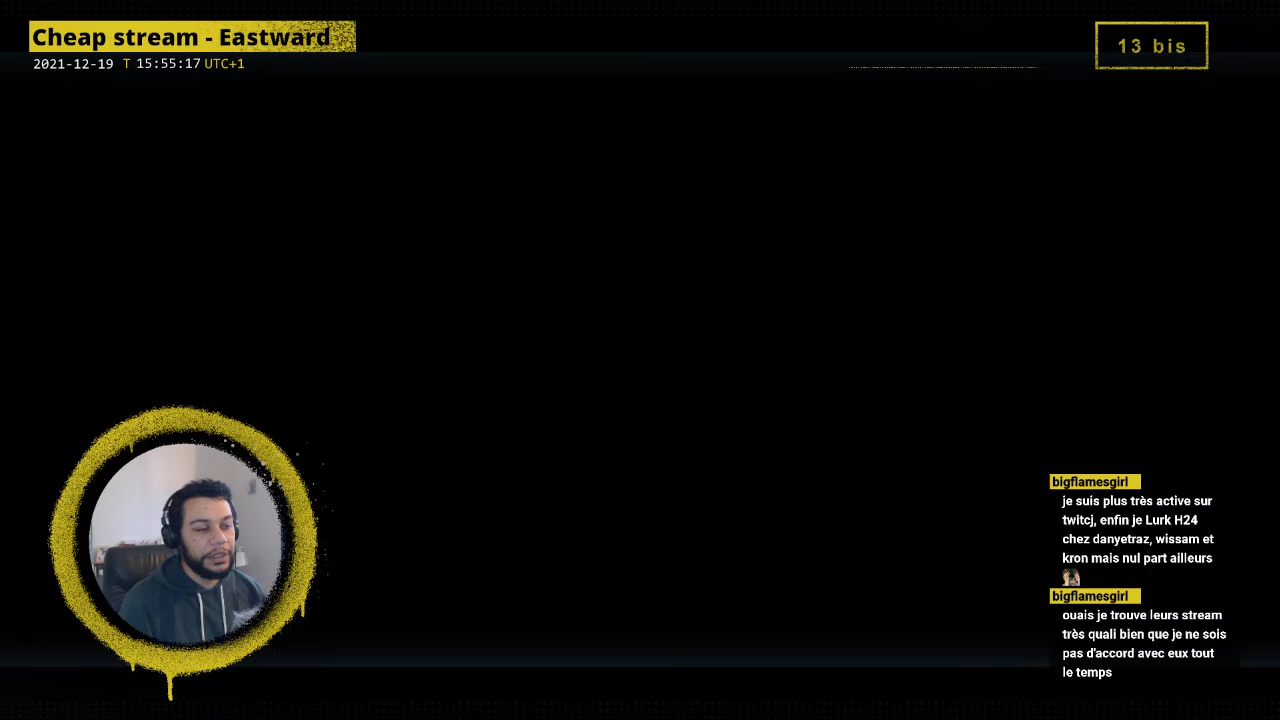 Cheap stream - Eastward
2021-12-19 T 15:55:17 UTC+1
13 bis
bigflamesgirl
je suis plus très active sur
twitcj, enfin je Lurk H24
chez danyetraz, wissam et
kron mais nul part ailleurs
bigflamesgirl
ouais je trouve leurs stream
très quali bien que je ne sois
pas d'accord avec eux tout
le temps